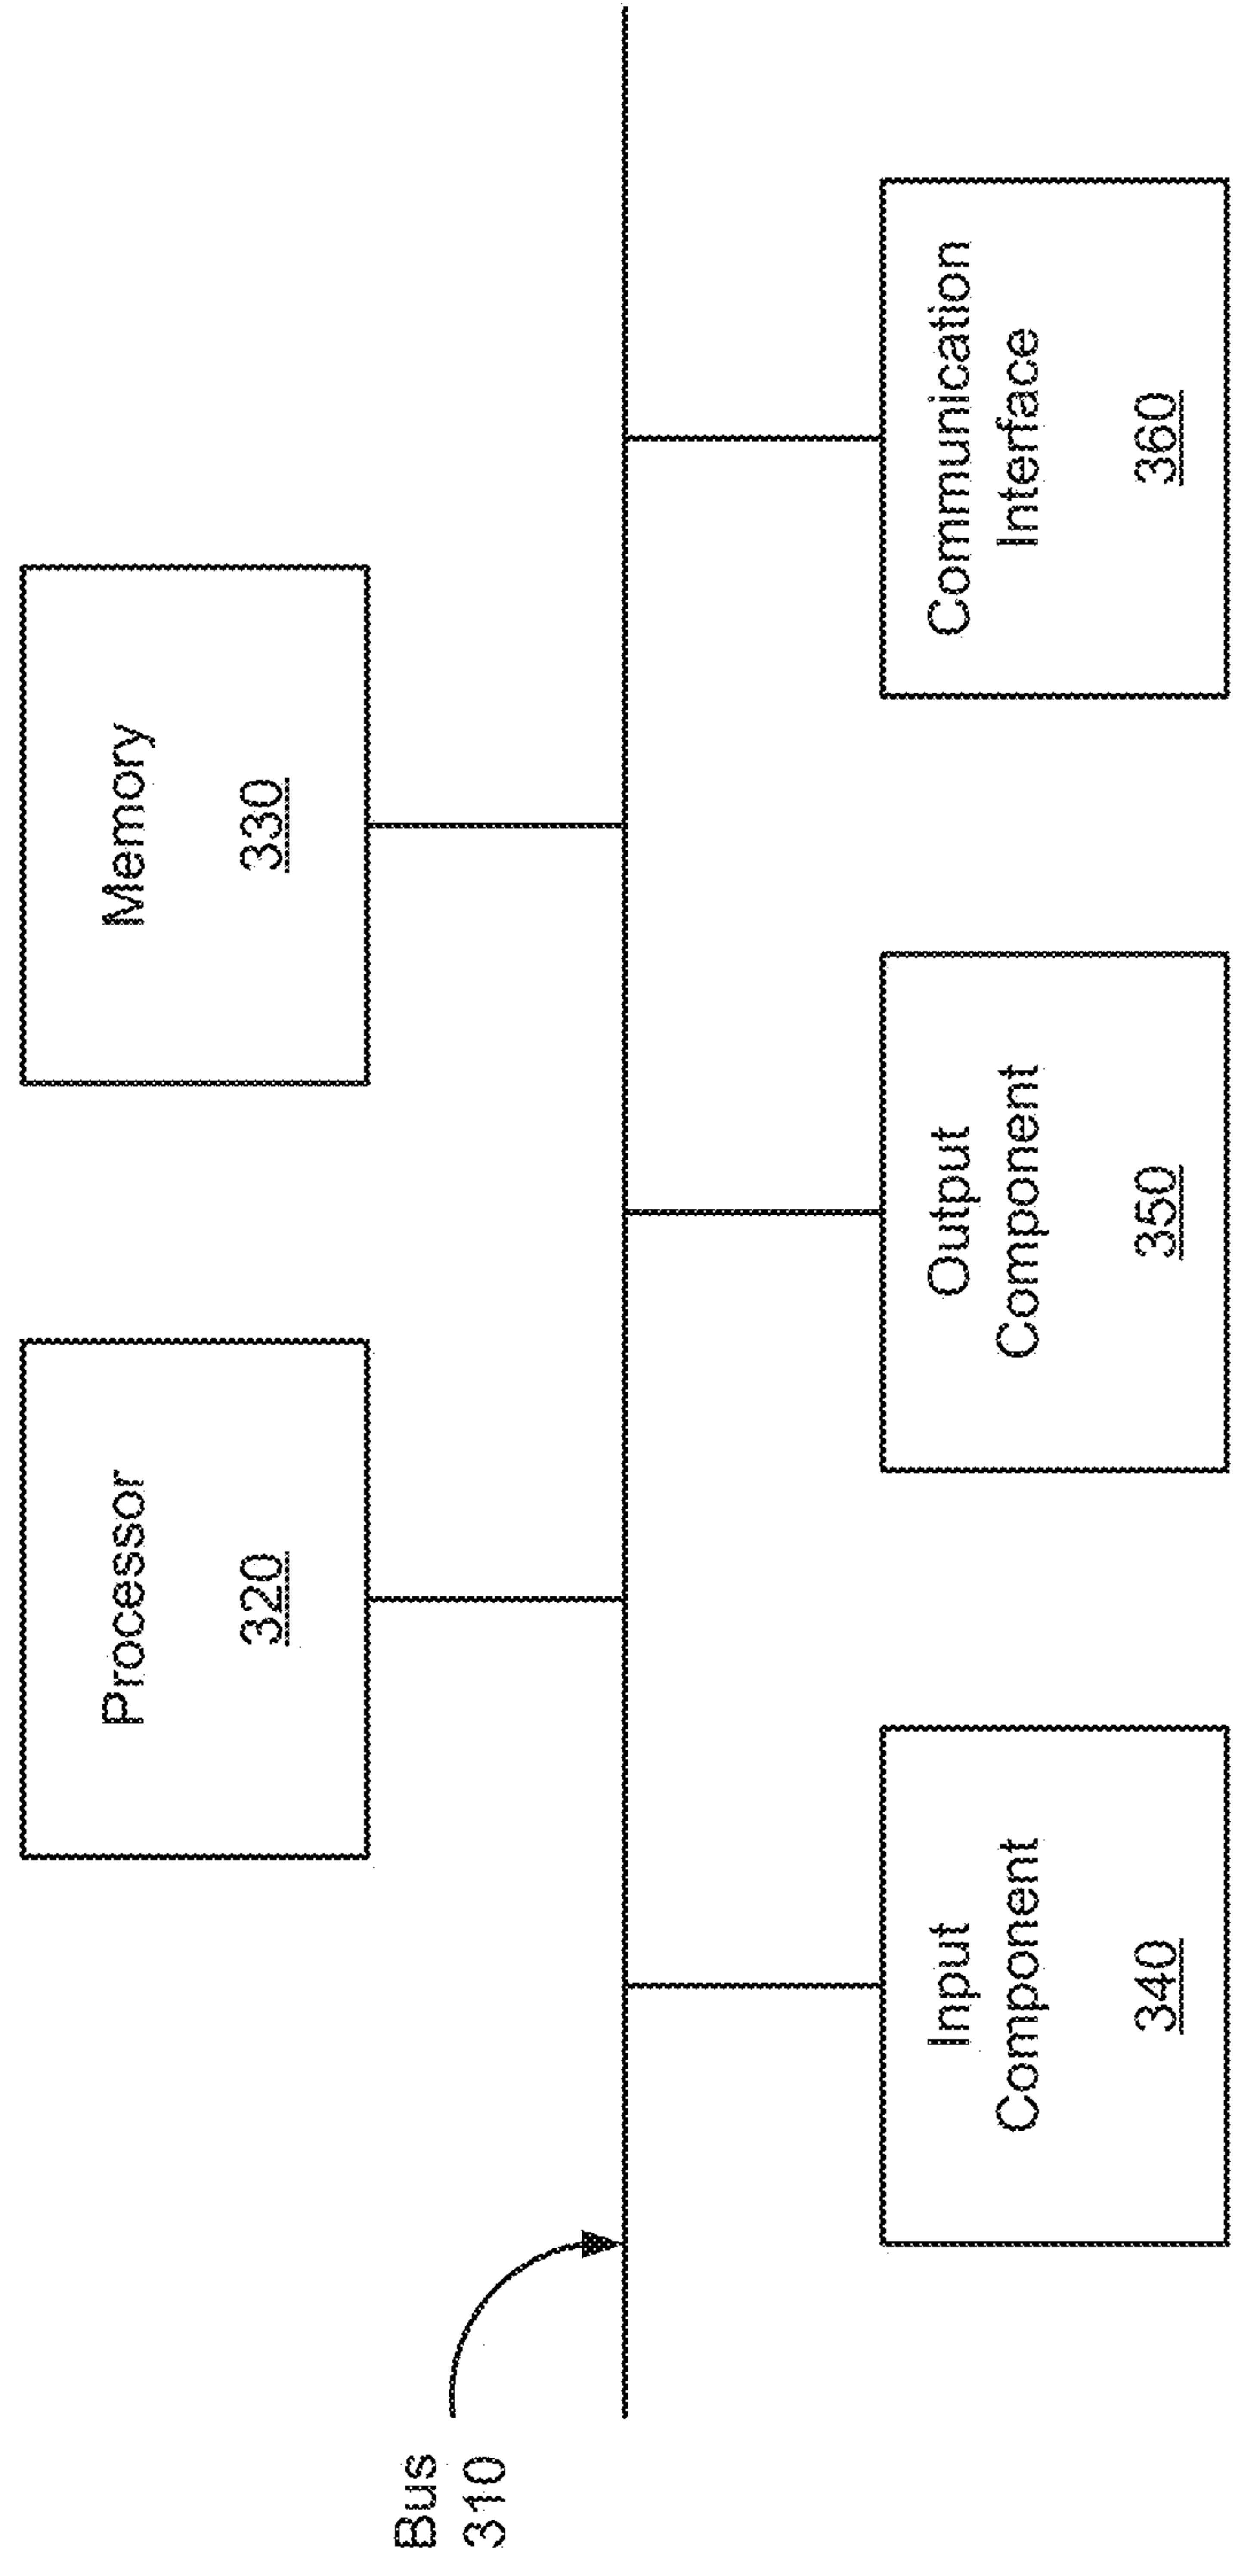 Processor
320
Memory
330
Bus
310
Input
Component
340
Output
Component
350
Communication
Interface
360